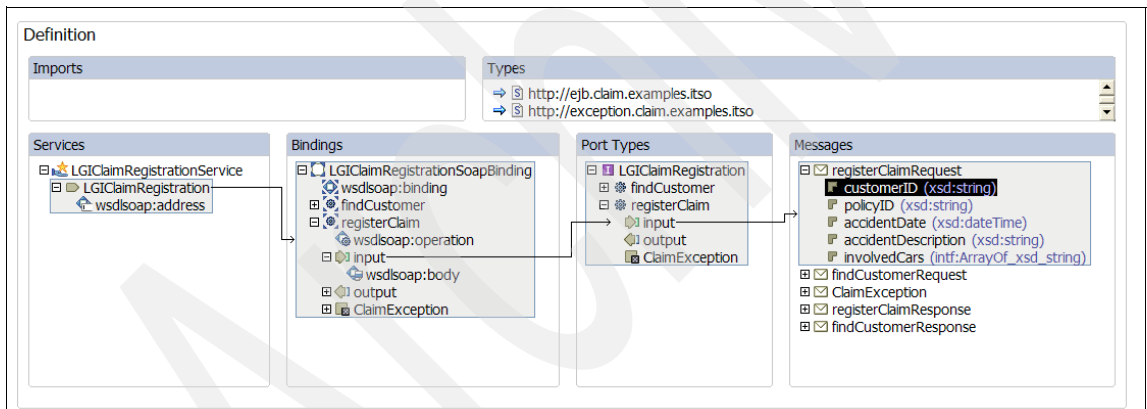 Definition
Imports
Types
http://ejb.claim.examples.itso
http://exception.claim.examples.itso
Services
LGIClaimRegistrationService
LGIClaimRegistration
wsdlsoap:address
Bindings
LGIClaimRegistrationSoapBinding
wsdlsoap:binding
findCustomer
registerClaim
wsdlsoap:operation
input
wsdlsoap:body
output
ClaimException
Port Types
LGIClaimRegistration
findCustomer
registerClaim
input
output
ClaimException
Messages
registerClaimRequest
customerID (xsd:string)
policyID (xsd:string)
accidentDate (xsd:dateTime)
accidentDescription (xsd:string)
involvedCars (intf:ArrayOf_xsd_string)
findCustomerRequest
ClaimException
registerClaimResponse
findCustomerResponse